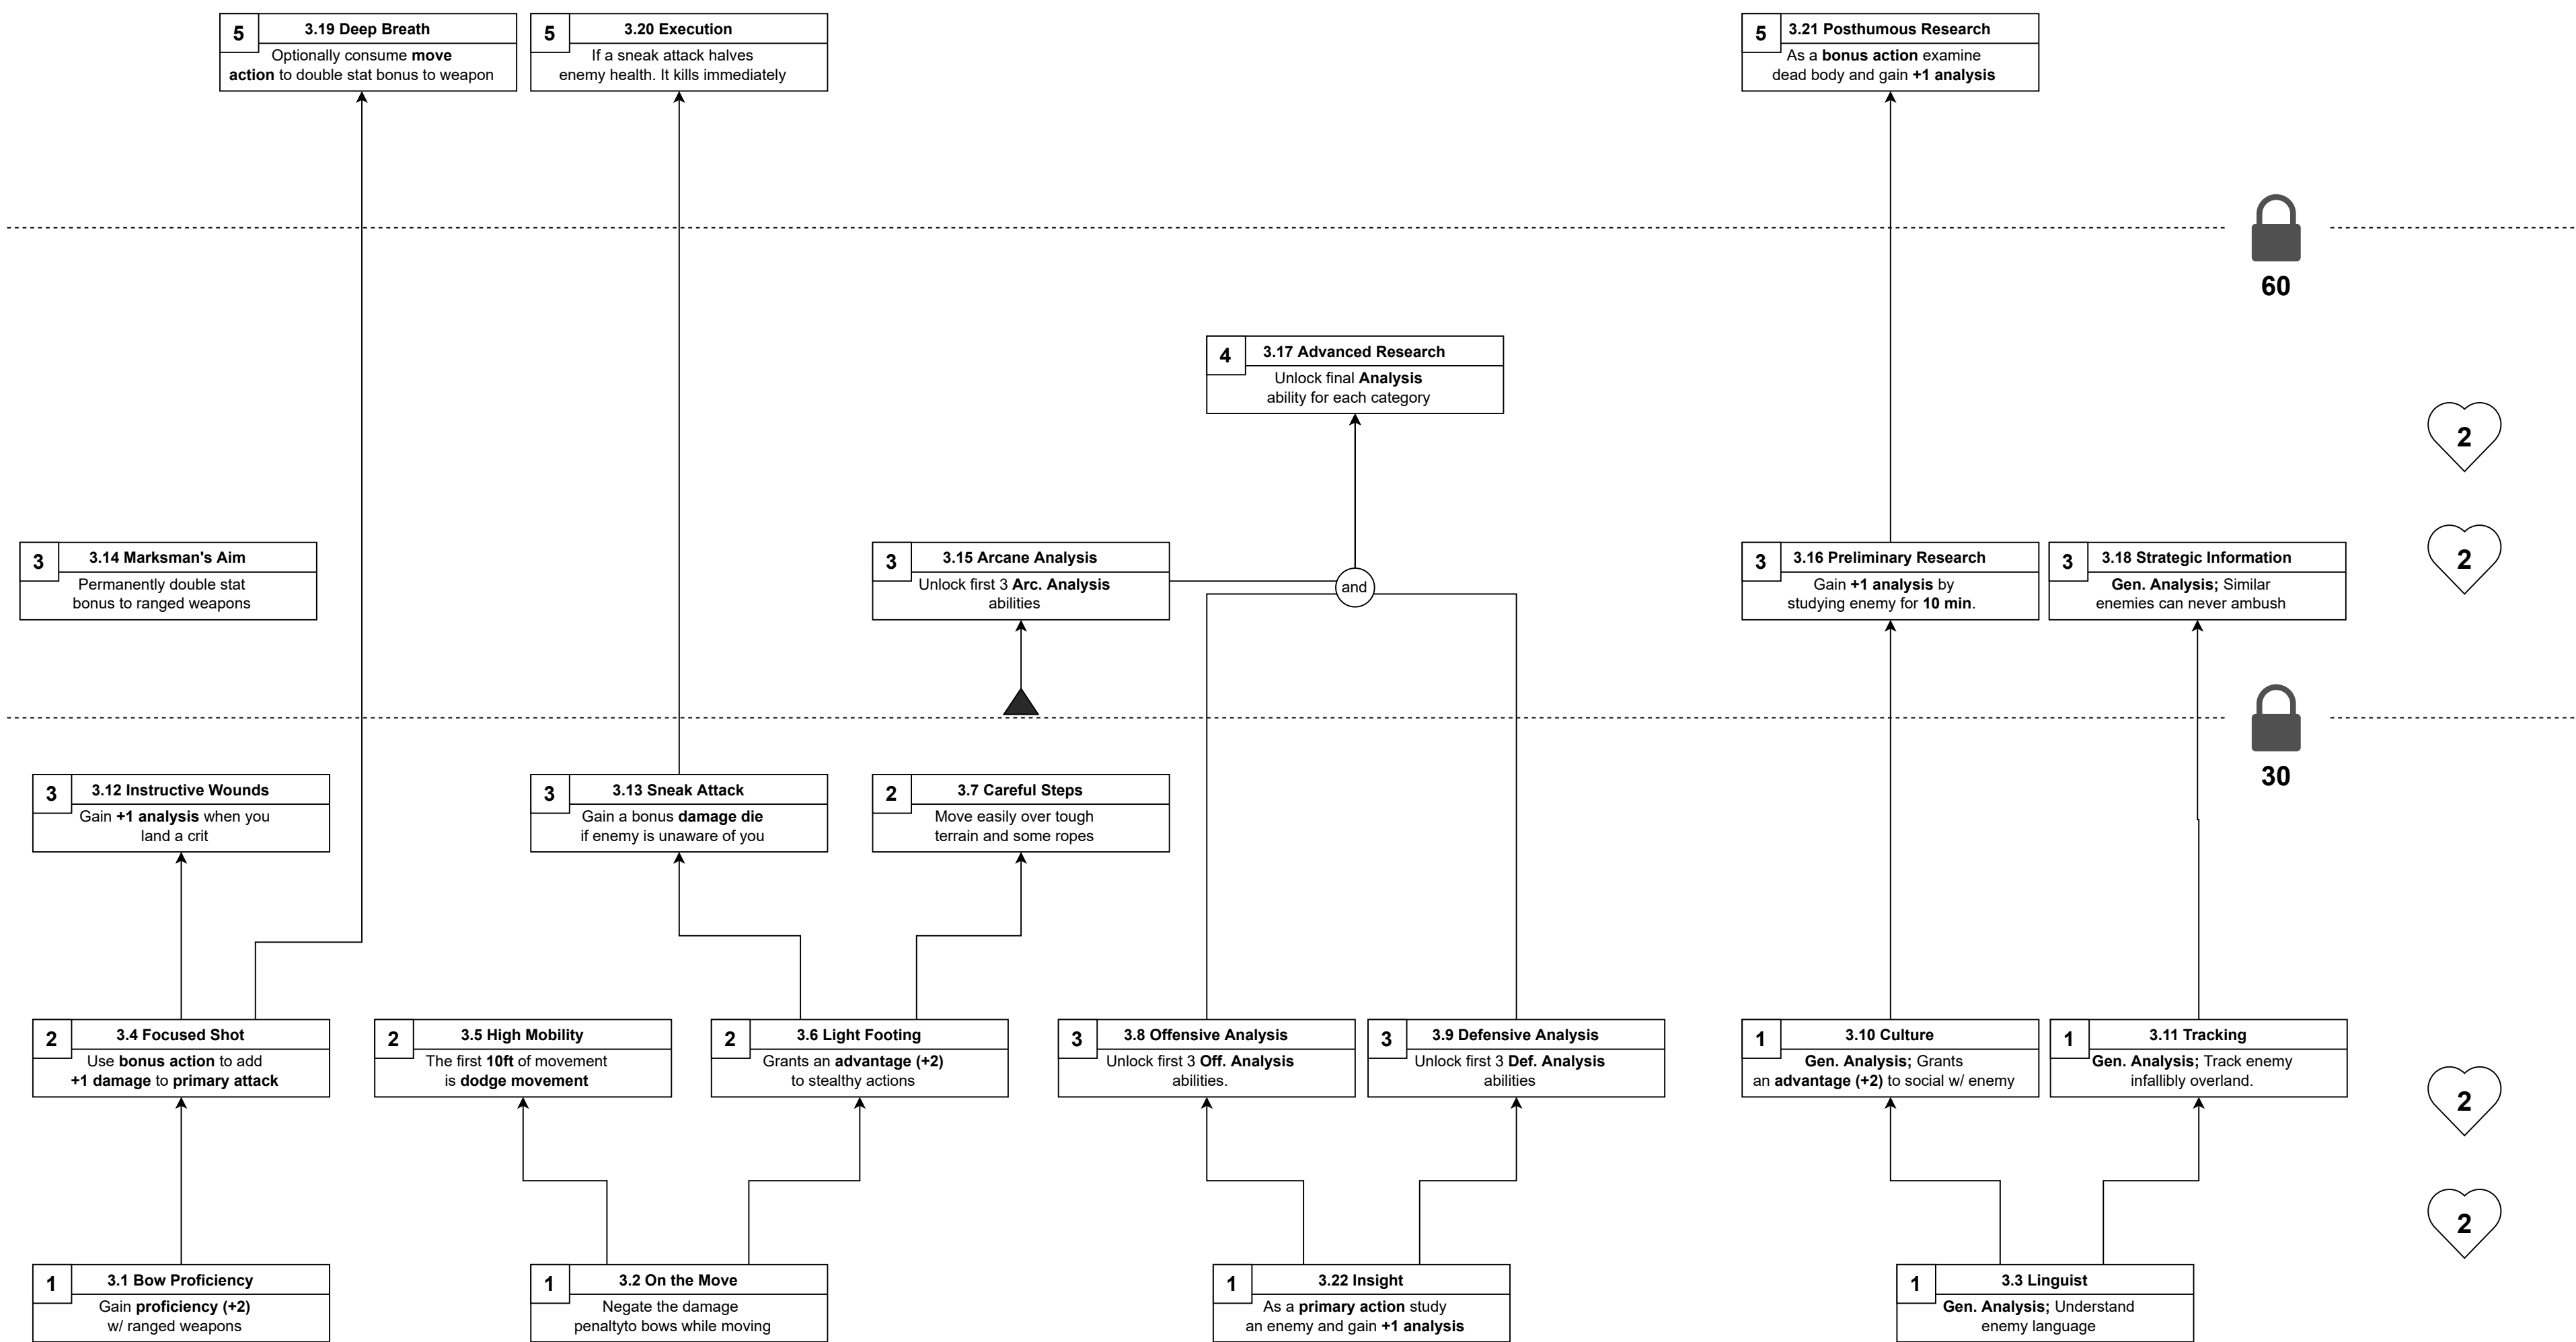 5
3.19 Deep Breath
Optionally consume move
action to double stat bonus to weapon
5
3.20 Execution
If a sneak attack halves
enemy health. It kills immediately
5
3.21 Posthumous Research
As a bonus action examine
dead body and gain +1 analysis
60
4
3.17 Advanced Research
Unlock final Analysis
ability for each category
2
3
3.14 Marksman's Aim
Permanently double stat
bonus to ranged weapons
3
3.15 Arcane Analysis
Unlock first 3 Arc. Analysis
abilities
and
3
3.16 Preliminary Research
Gain +1 analysis by
studying enemy for 10 min.
3
3.18 Strategic Information
Gen. Analysis; Similar
enemies can never ambush
2
30
3
3.12 Instructive Wounds
Gain +1 analysis when you
land a crit
3
3.13 Sneak Attack
Gain a bonus damage die
if enemy is unaware of you
2
3.7 Careful Steps
Move easily over tough
terrain and some ropes
2
3.4 Focused Shot
Use bonus action to add
+1 damage to primary attack
2
3.5 High Mobility
The first 10ft of movement
is dodge movement
2
3.6 Light Footing
Grants an advantage (+2)
to stealthy actions
3
3.8 Offensive Analysis
Unlock first 3 Off. Analysis
abilities.
3
3.9 Defensive Analysis
Unlock first 3 Def. Analysis
abilities
1
3.10 Culture
Gen. Analysis; Grants
an advantage (+2) to social w/ enemy
1
3.11 Tracking
Gen. Analysis; Track enemy
infallibly overland.
2
2
1
3.1 Bow Proficiency
Gain proficiency (+2)
w/ ranged weapons
1
3.2 On the Move
Negate the damage
penaltyto bows while moving
1
3.22 Insight
As a primary action study
an enemy and gain +1 analysis
1
3.3 Linguist
Gen. Analysis; Understand
enemy language